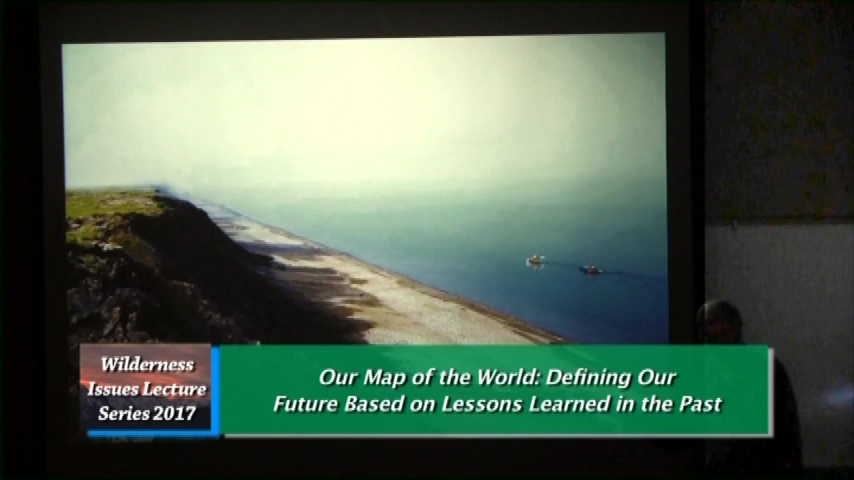 Wilderness
Issues Lecture
Series 2017
Our Map of the World: Defining Our
Future Based on Lessons Learned in the Past